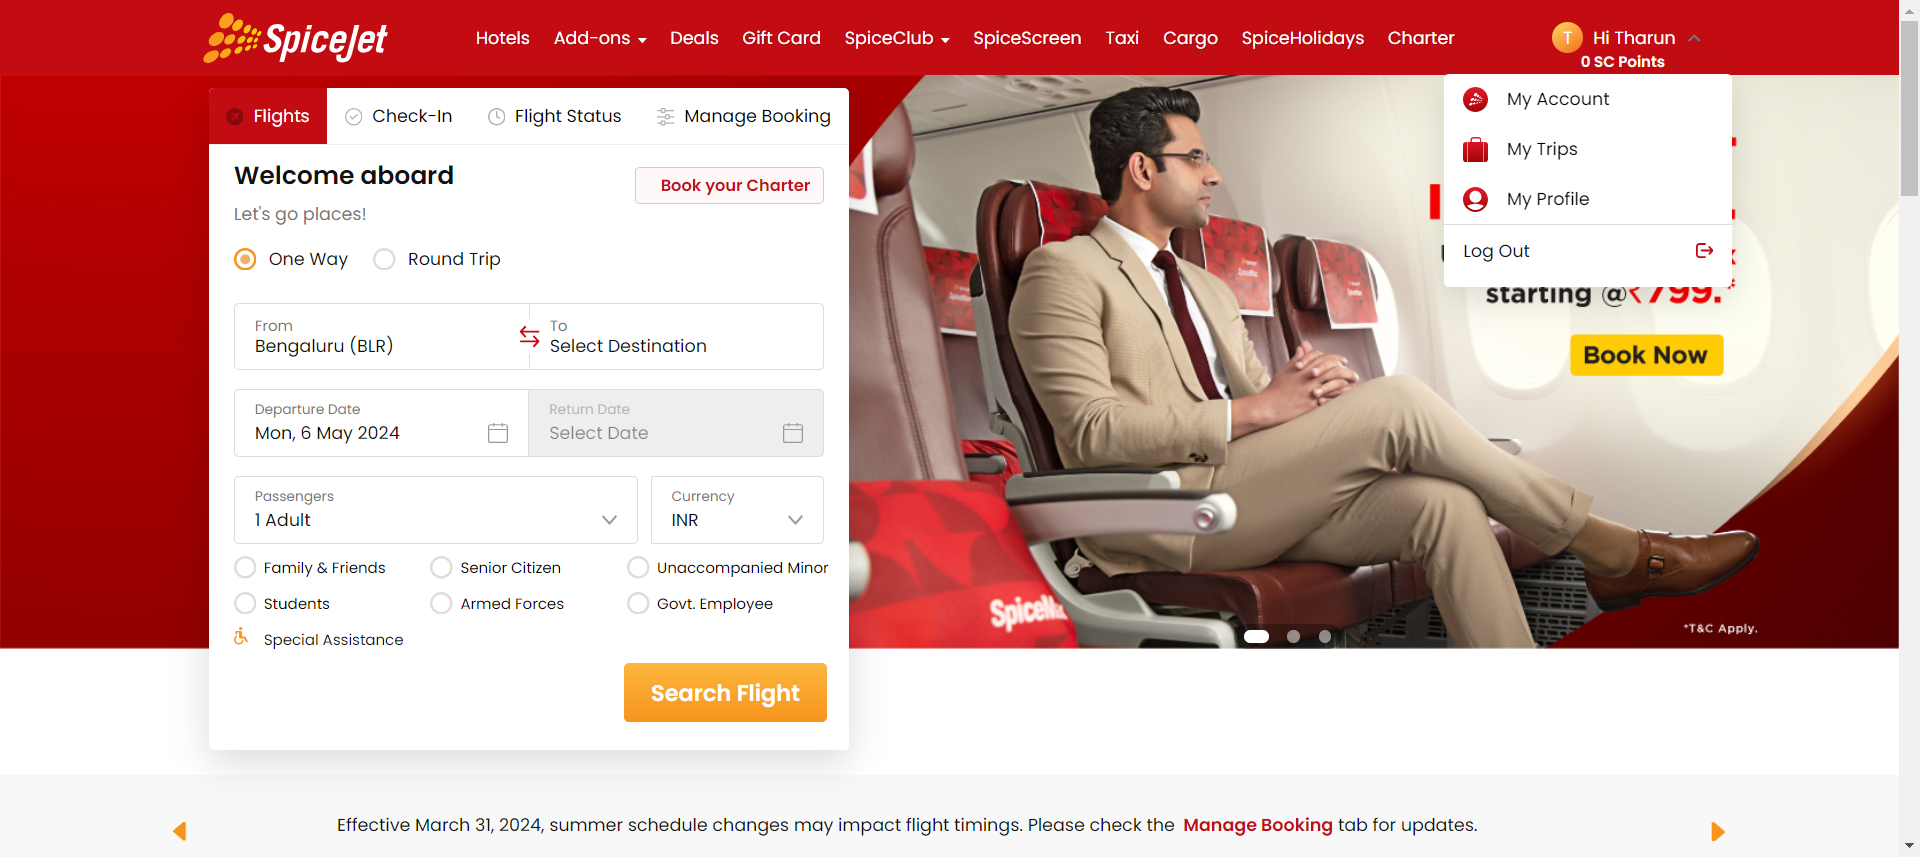 SpiceJet
Hotels
Add-ons
Deals
Gift Card
SpiceClub
SpiceScreen
Taxi
Cargo
SpiceHolidays
Charter
T
Hi Tharun
0 SC Points
My Account
My Trips
My Profile
Log Out
Flights
Check-In
Flight Status
Manage Booking
Welcome aboard
Book your Charter
Let's go places!
One Way
Round Trip
From
Bengaluru (BLR)
To
Select Destination
Departure Date
Mon, 6 May 2024
Return Date
Select Date
Passengers
1 Adult
Currency
INR
Family & Friends
Senior Citizen
Unaccompanied Minor
Students
Armed Forces
Govt. Employee
Special Assistance
Search Flight
starting @₹799.*
Book Now
*T&C Apply.
Effective March 31, 2024, summer schedule changes may impact flight timings. Please check the Manage Booking tab for updates.